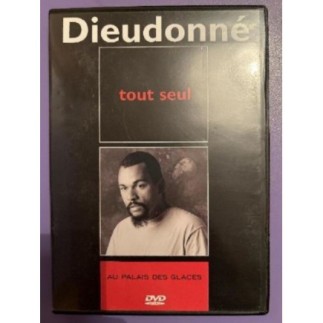 Dieudonné
tout seul
AU PALAIS DES GLACES
DVD